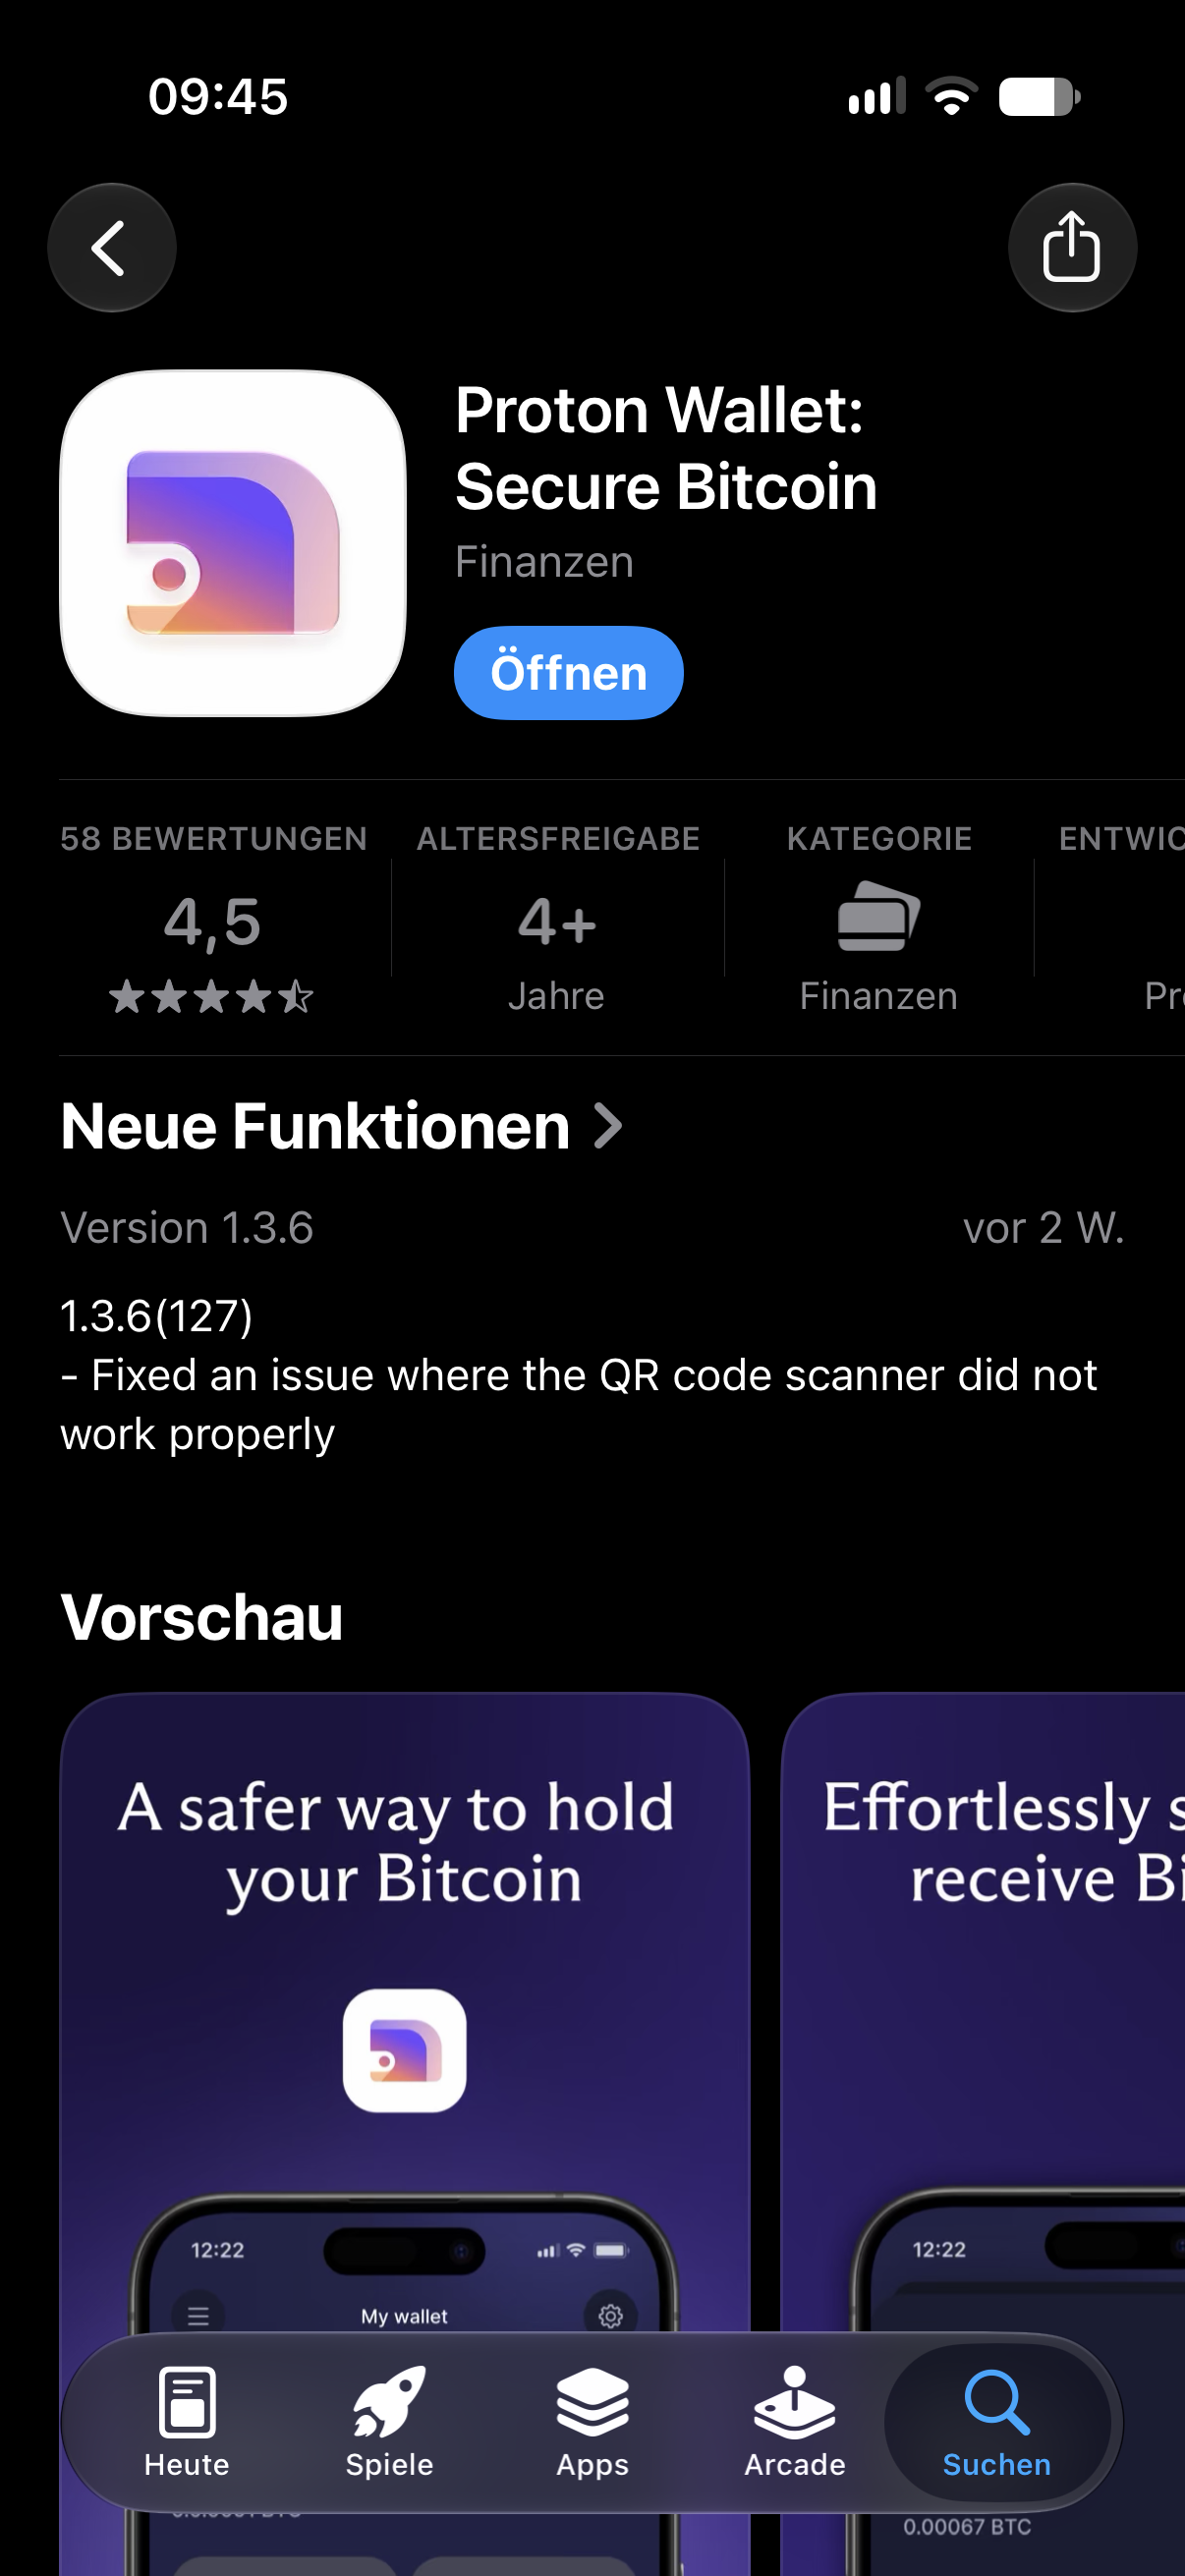 09:45
Proton Wallet:
Secure Bitcoin
Finanzen
Öffnen
58 BEWERTUNGEN
4,5
ALTERSFREIGABE
4+
Jahre
KATEGORIE
Finanzen
Neue Funktionen
Version 1.3.6
vor 2 W.
1.3.6(127)
- Fixed an issue where the QR code scanner did not
work properly
Vorschau
A safer way to hold
your Bitcoin
12:22
My wallet
Effortlessly
receive
12:22
0.00067 BTC
Heute
Spiele
Apps
Arcade
Suchen